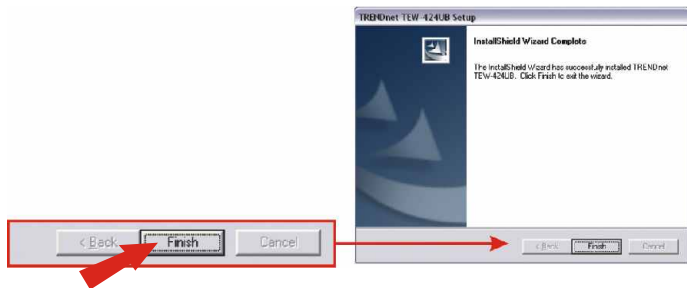 TRENDnet TEW-424UB Setup
InstallShield Wizard Complete
The InstallShield Wizard has successfully installed TRENDnet
TEW-424UB. Click Finish to exit the wizard.
< Back Finish Cancel
< Back Finish Cancel